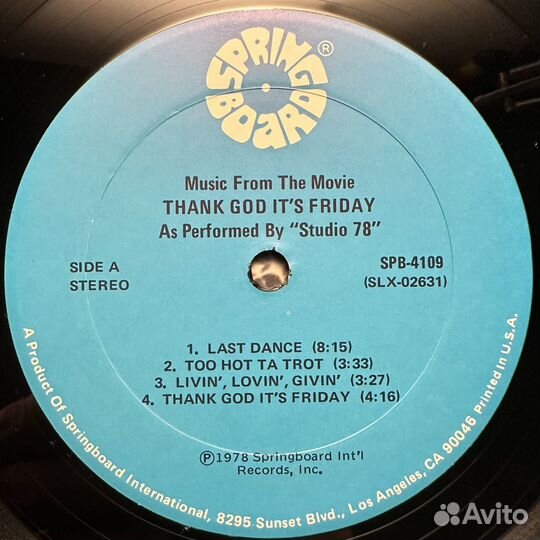 SPRING
BOARD®
Music From The Movie
THANK GOD IT'S FRIDAY
As Performed By "Studio 78"
SIDE A
STEREO
SPB-4109
(SLX-02631)
1. LAST DANCE (8:15)
2. TOO HOT TA TROT (3:33)
3. LIVIN', LOVIN', GIVIN' (3:27)
4. THANK GOD IT'S FRIDAY (4:16)
Ⓟ1978 Springboard Int'l
Records, Inc.
A Product Of Springboard International, 8295 Sunset Blvd., Los Angeles, CA 90046 Printed In U.S.A.
Avito